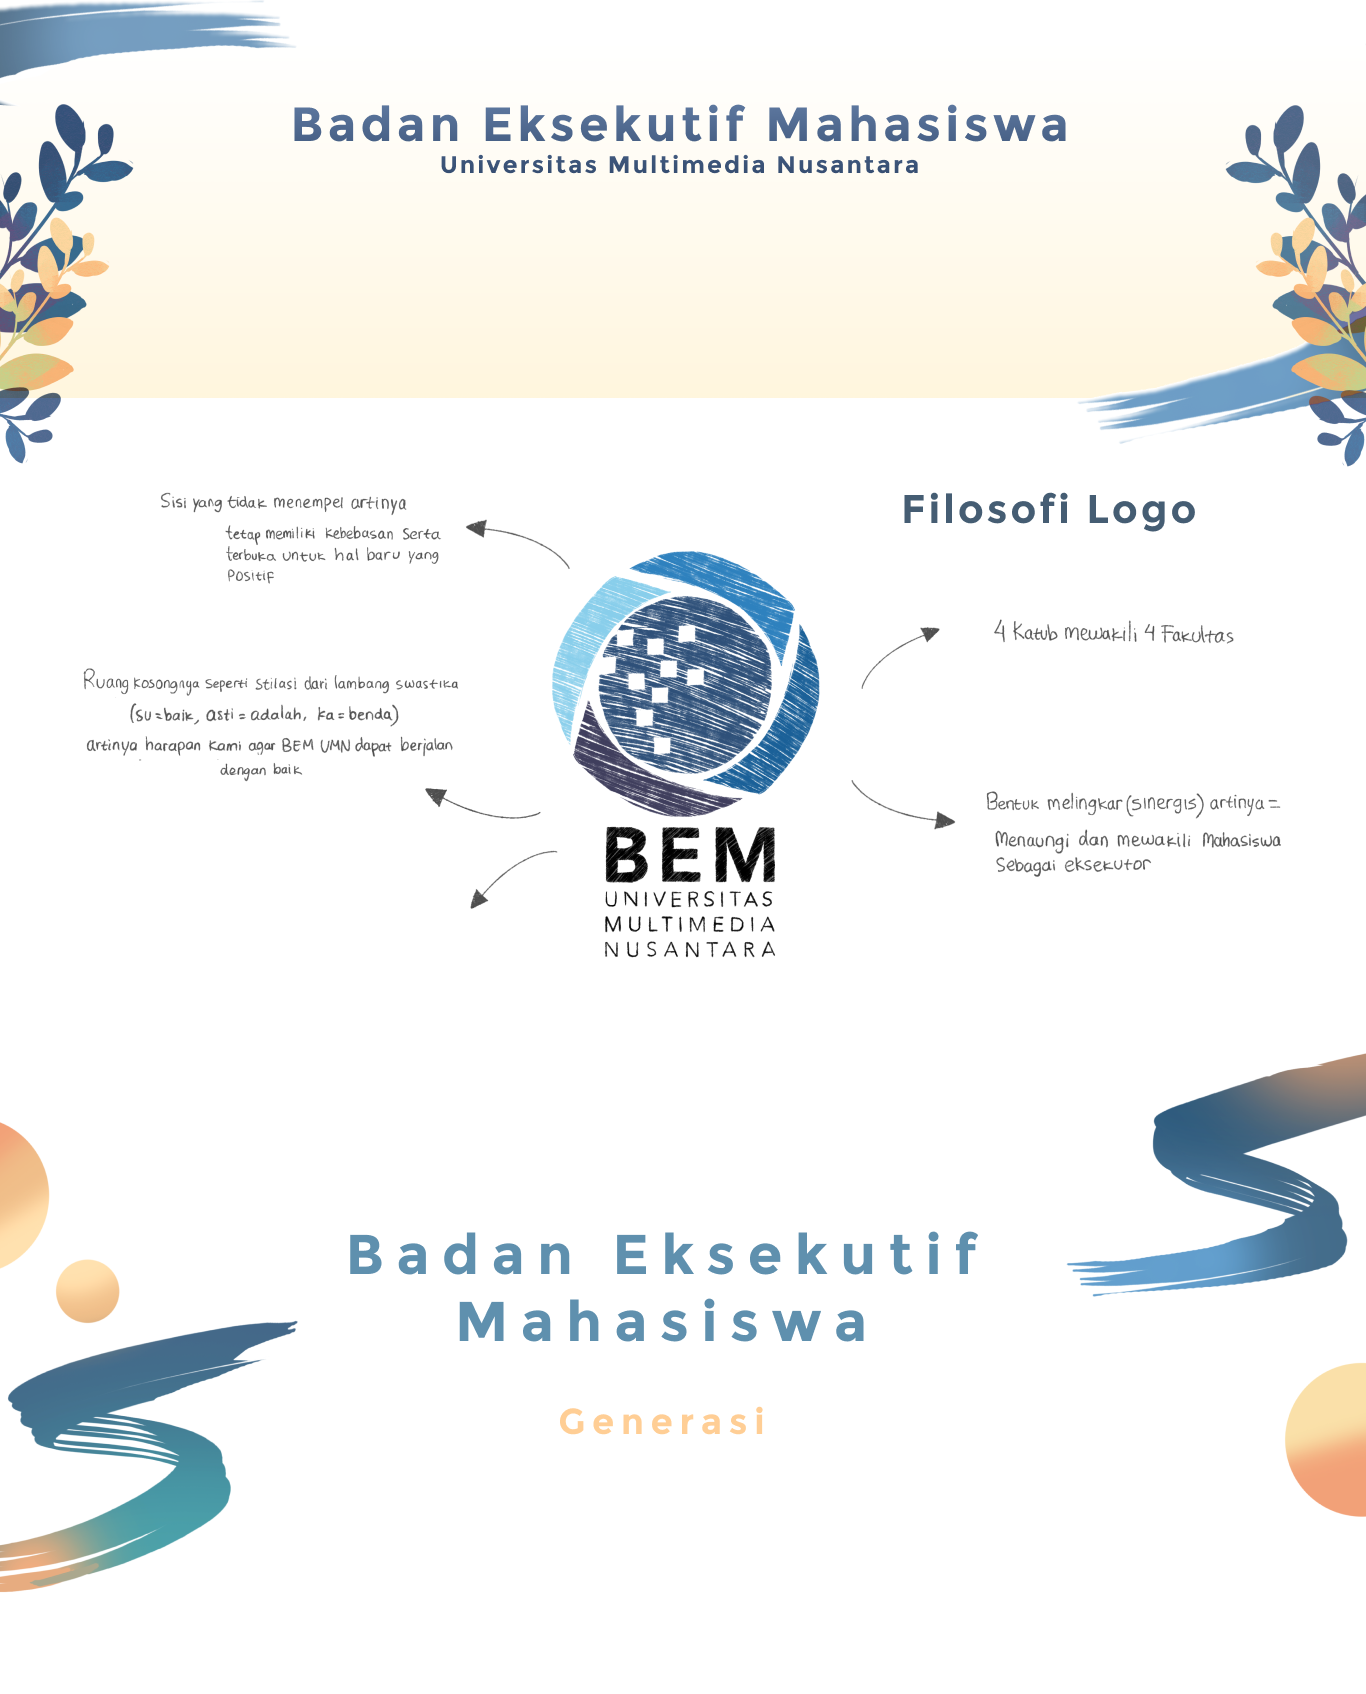 Badan Eksekutif Mahasiswa
Universitas Multimedia Nusantara
Filosofi Logo
Sisi yang tidak menempel artinya
tetap memiliki kebebasan Serta
terbuka untuk hal baru yang
Positif
Ruang kosongnya seperti stilasi dari lambang swastika
(su=baik, asti = adalah, ka=benda)
artinya harapan kami agar BEM UMN dapat berjalan
dengan baik
4 Katub mewakili 4 Fakultas
Bentuk melingkar (sinergis) artinya =
Menaungi dan mewakili Mahasiswa
Sebagai eksekutor
BEM
UNIVERSITAS
MULTIMEDIA
NUSANTARA
Badan Eksekutif
Mahasiswa
Generasi